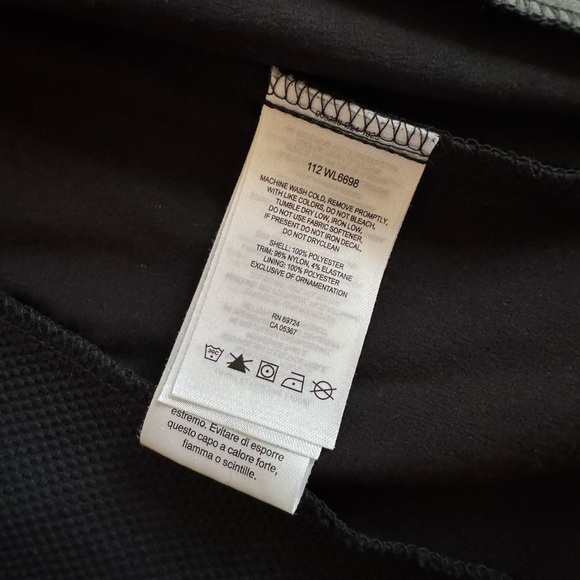 112 WL6698
MACHINE WASH COLD, REMOVE PROMPTLY,
WITH LIKE COLORS, DO NOT BLEACH,
TUMBLE DRY LOW, IRON LOW.
DO NOT USE FABRIC SOFTENER,
IF PRESENT DO NOT IRON DECAL,
DO NOT DRYCLEAN
SHELL: 100% POLYESTER
TRIM: 96% NYLON, 4% ELASTANE
LINING: 100% POLYESTER
EXCLUSIVE OF ORNAMENTATION
RN 69724
CA 05367
30C
estremo. Evitare di esporre
questo capo a calore forte,
fiamma o scintille.